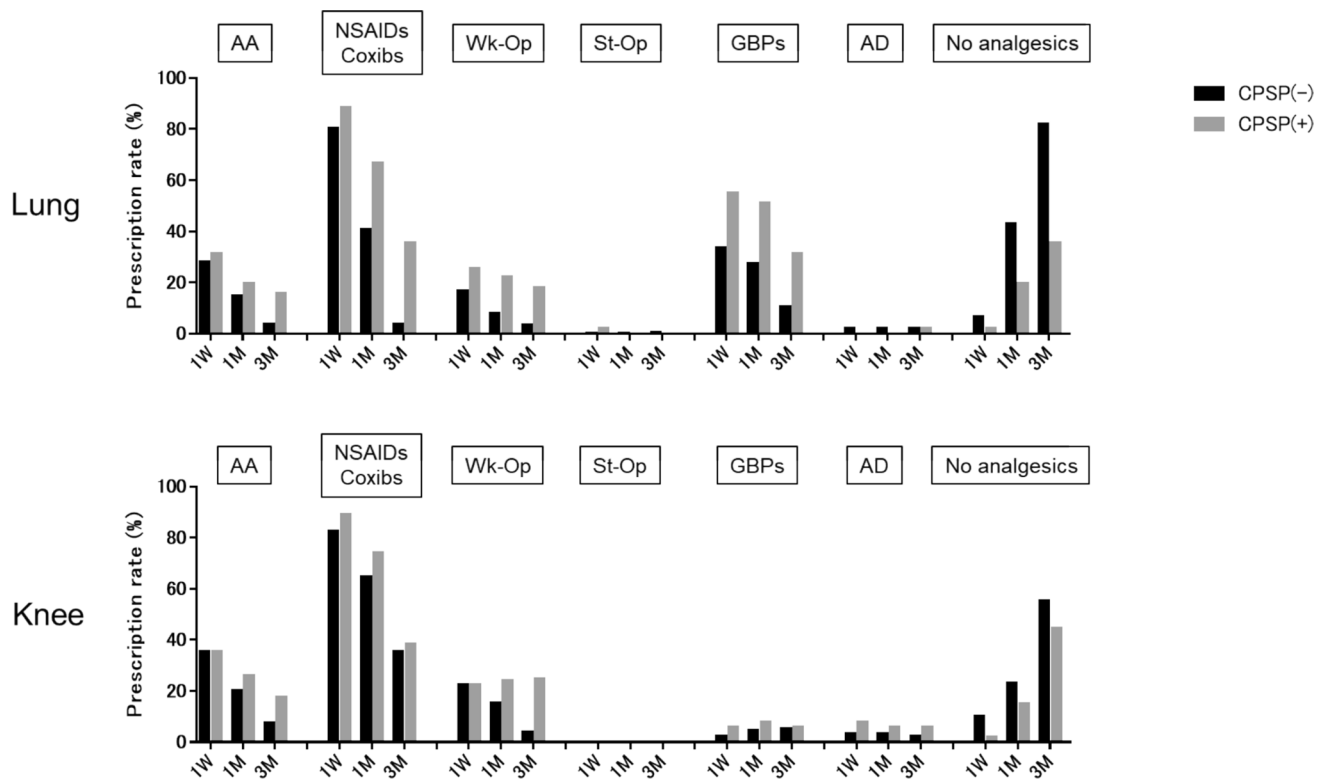 AA
NSAIDs
Coxibs
Wk-Op
St-Op
GBPs
AD
No analgesics
CPSP(-)
CPSP(+)
Lung
Prescription rate (%)
100
80
60
40
20
0
1W 1M 3M 1W 1M 3M 1W 1M 3M 1W 1M 3M 1W 1M 3M 1W 1M 3M 1W 1M 3M
AA
NSAIDs
Coxibs
Wk-Op
St-Op
GBPs
AD
No analgesics
Knee
Prescription rate (%)
100
80
60
40
20
0
1W 1M 3M 1W 1M 3M 1W 1M 3M 1W 1M 3M 1W 1M 3M 1W 1M 3M 1W 1M 3M